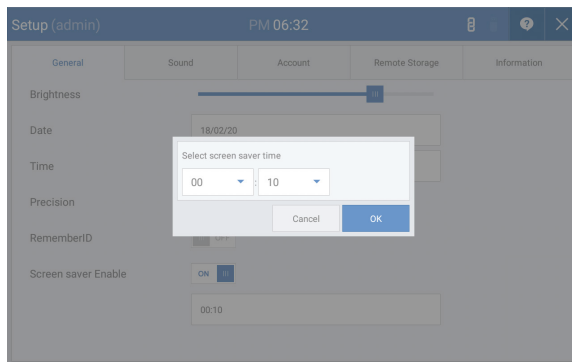 Setup (admin) PM 06:32 ?
General Sound Account Remote Storage Information
Brightness
Date 18/02/20
Select screen saver time
Time
00 : 10
Precision
Cancel OK
RememberID OFF
Screen saver Enable ON
00:10